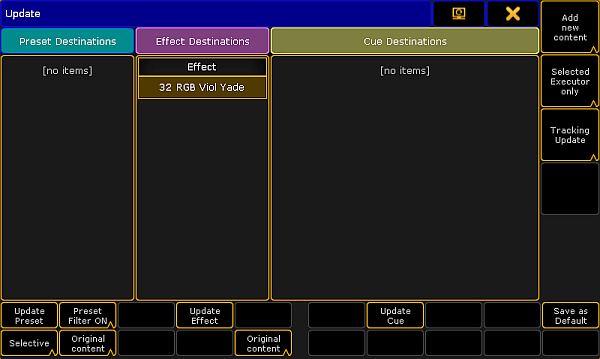 Update
Preset Destinations
Effect Destinations
Cue Destinations
[no items]
Effect
32 RGB Viol Yade
[no items]
Add
new
content
Selected
Executor
only
Tracking
Update
Update
Preset
Preset
Filter ON
Update
Effect
Update
Cue
Save as
Default
Selective
Original
content
Original
content